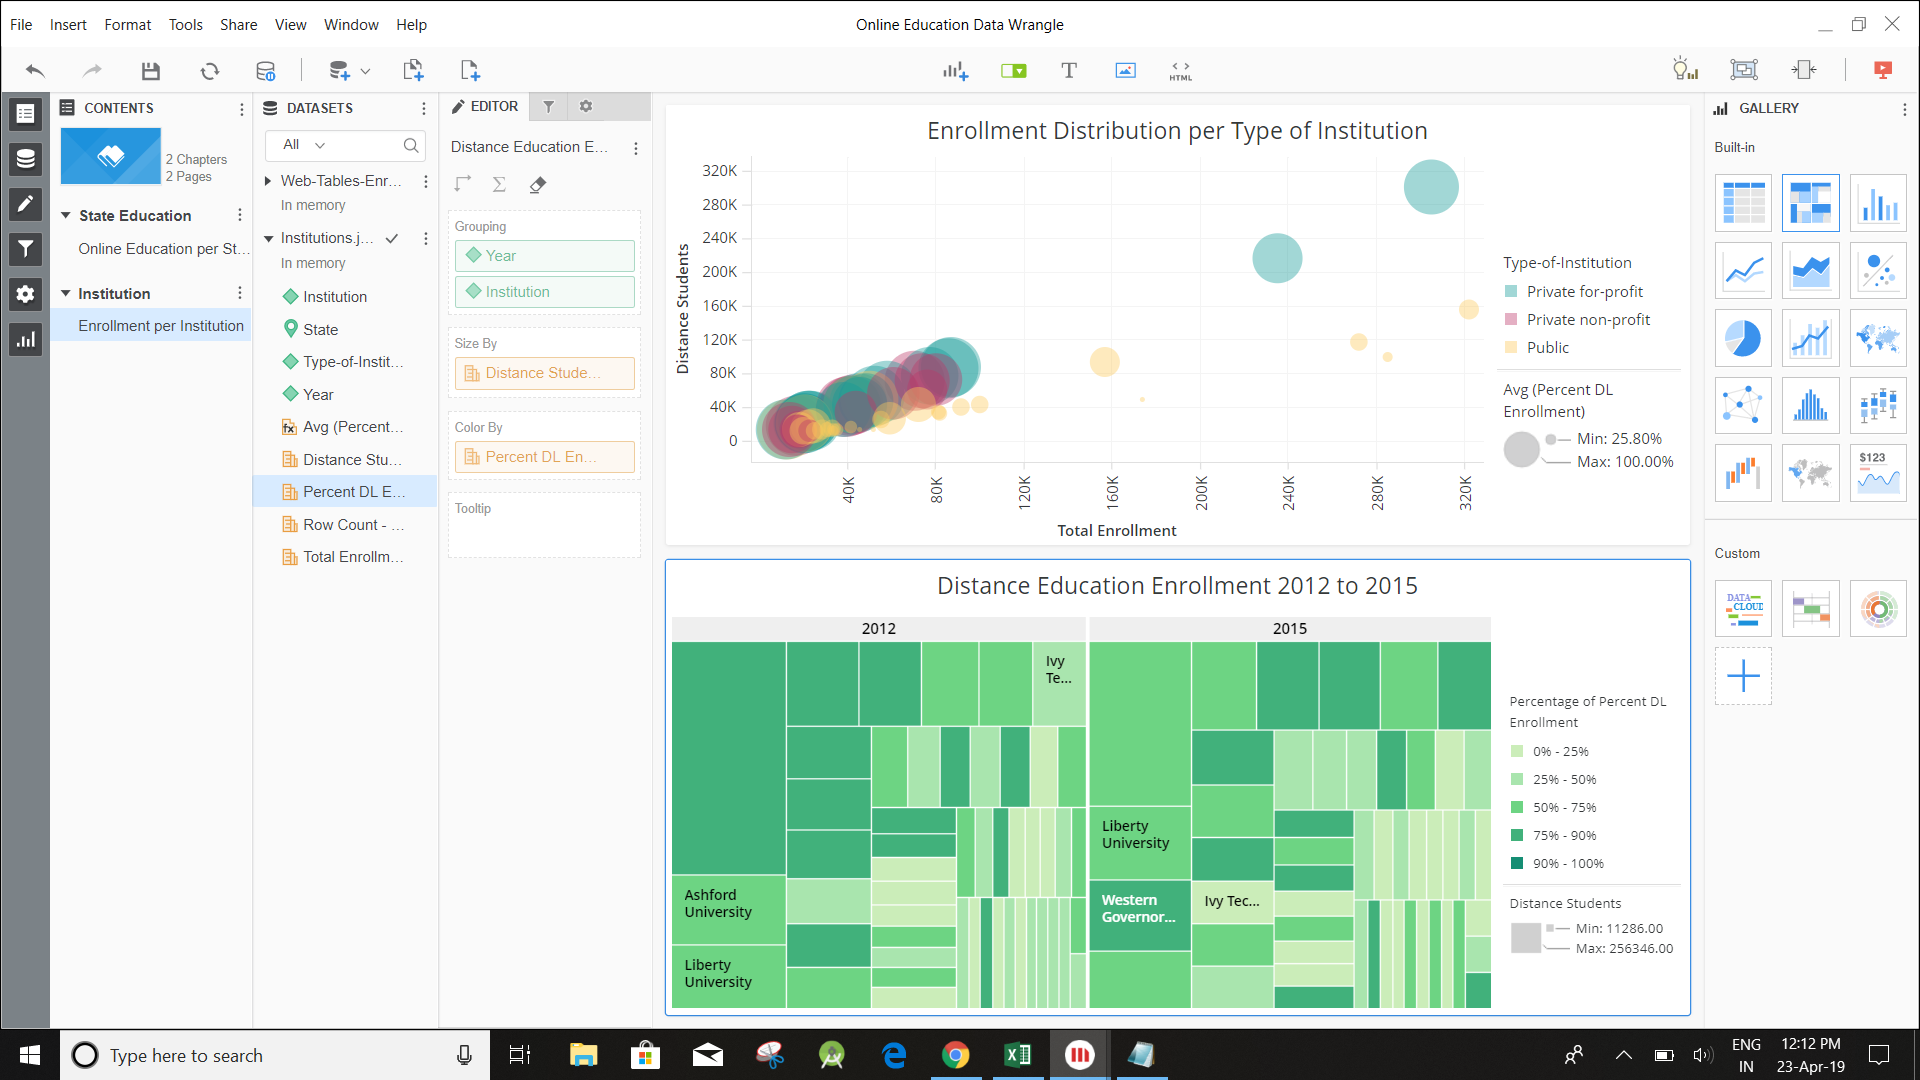 File Insert Format Tools Share View Window Help
Online Education Data Wrangle
T
HTML
CONTENTS
2 Chapters
2 Pages
State Education
Online Education per St...
Institution
Enrollment per Institution
DATASETS
All
Web-Tables-Enr...
In memory
Institutions.j...
In memory
Institution
State
Type-of-Instit...
Year
fx Avg (Percent...
Distance Stu...
Percent DL E...
Row Count - ...
Total Enrollm...
EDITOR
Distance Education E...
Grouping
Year
Institution
Size By
Distance Stude...
Color By
Percent DL En...
Tooltip
Enrollment Distribution per Type of Institution
Distance Students
320K
280K
240K
200K
160K
120K
80K
40K
0
40K 80K 120K 160K 200K 240K 280K 320K
Total Enrollment
Type-of-Institution
Private for-profit
Private non-profit
Public
Avg (Percent DL
Enrollment)
Min: 25.80%
Max: 100.00%
Distance Education Enrollment 2012 to 2015
2012
2015
Ivy
Te...
Ashford
University
Liberty
University
Liberty
University
Western
Governor...
Ivy Tec...
Percentage of Percent DL
Enrollment
0% - 25%
25% - 50%
50% - 75%
75% - 90%
90% - 100%
Distance Students
Min: 11286.00
Max: 256346.00
GALLERY
Built-in
$123
Custom
DATA
CLOUD
Type here to search
ENG
IN
12:12 PM
23-Apr-19